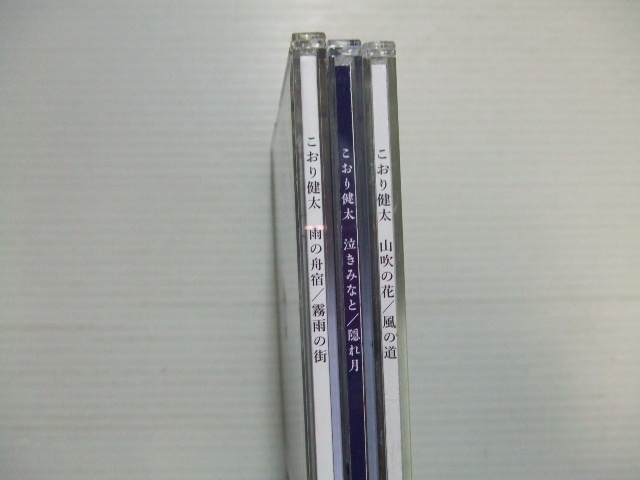 こおり健太 雨の舟宿／霧雨の街
こおり健太 泣きみなと／隠れ月
こおり健太 山吹の花／風の道